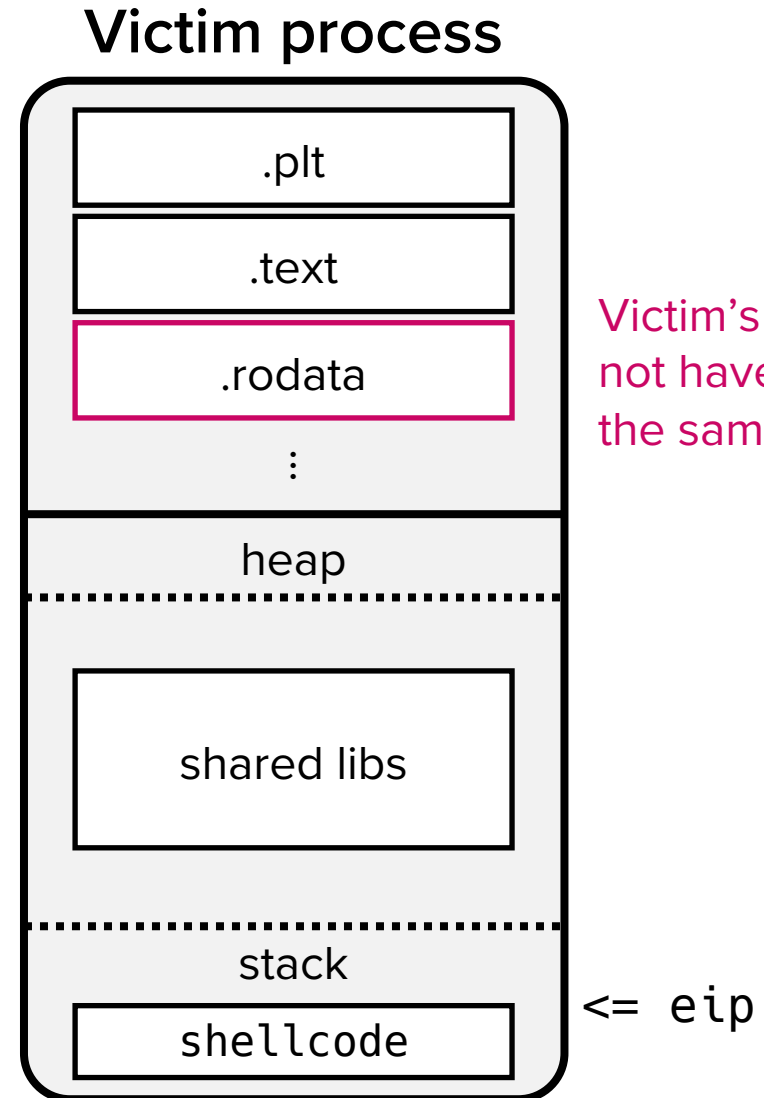 Victim process
.plt
.text
.rodata
Victim’s
not have
the sam
⋮
heap
shared libs
stack
<= eip
shellcode